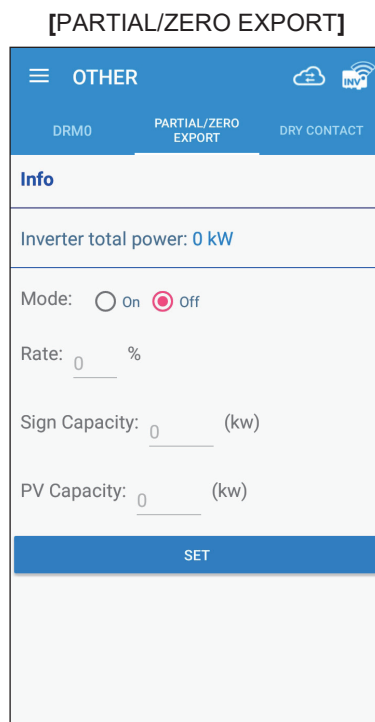 [PARTIAL/ZERO EXPORT]
OTHER
INV
DRM0
PARTIAL/ZERO
EXPORT
DRY CONTACT
Info
Inverter total power: 0 kW
Mode: On Off
Rate: 0 %
Sign Capacity: 0 (kw)
PV Capacity: 0 (kw)
SET